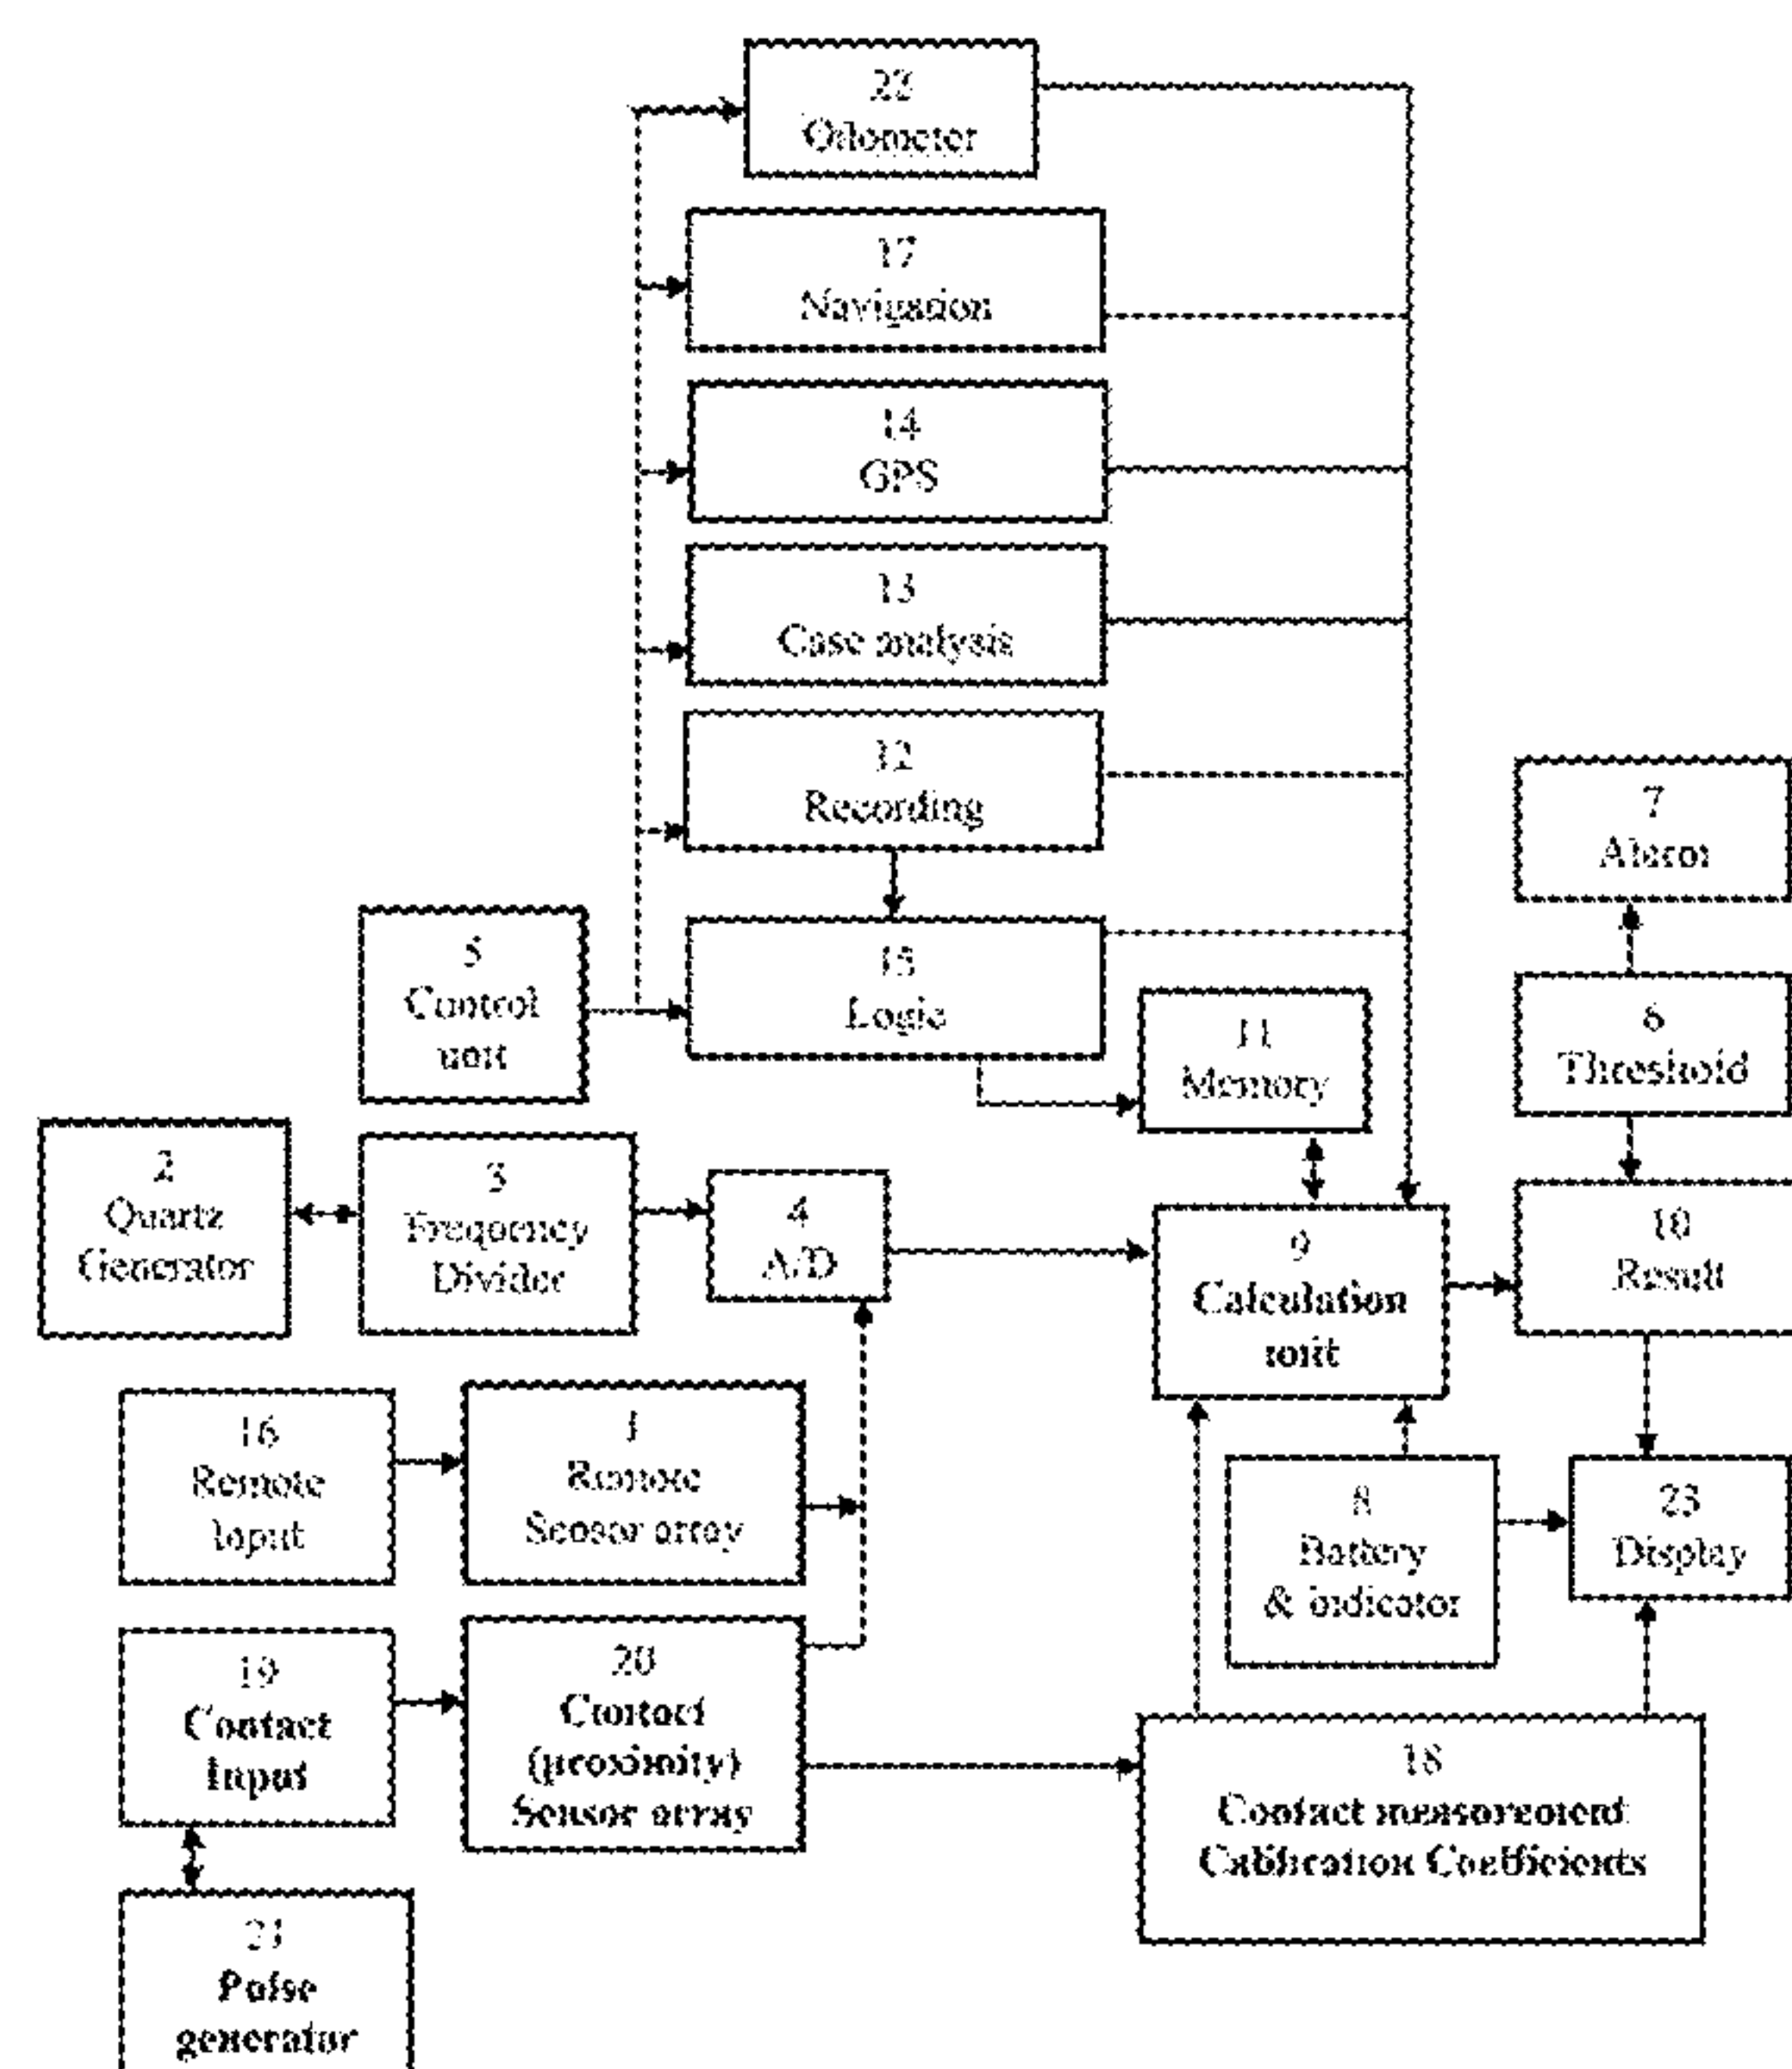 22
Odometer
17
Navigation
14
GPS
13
Case analysis
12
Recording
7
Alarm
5
Control
unit
15
Logic
11
Memory
6
Threshold
2
Quartz
Generator
3
Frequency
Divider
4
A/D
9
Calculation
unit
10
Result
16
Remote
Input
1
Remote
Sensor array
8
Battery
& indicator
23
Display
19
Contact
Input
20
Contact
(proximity)
Sensor array
18
Contact measurement
Calibration Coefficients
21
Pulse
generator